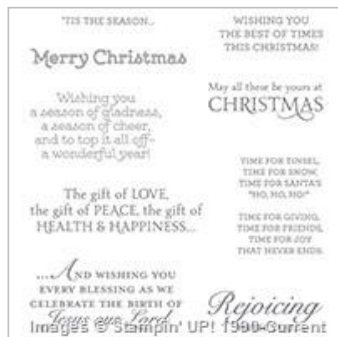 'TIS THE SEASON...
Merry Christmas
Wishing you
a season of gladness,
a season of cheer,
and to top it all off–
a wonderful year!
The gift of LOVE,
the gift of PEACE, the gift of
HEALTH & HAPPINESS...
...And wishing you
every blessing as we
celebrate the birth of
Jesus our Lord
WISHING YOU
THE BEST OF TIMES
THIS CHRISTMAS!
May all these be yours at
CHRISTMAS
TIME FOR TINSEL,
TIME FOR SNOW,
TIME FOR SANTA'S
"HO, HO, HO!"
TIME FOR GIVING,
TIME FOR FRIENDS,
TIME FOR JOY
THAT NEVER ENDS.
Rejoicing
Images © Stampin' UP! 1990-Current